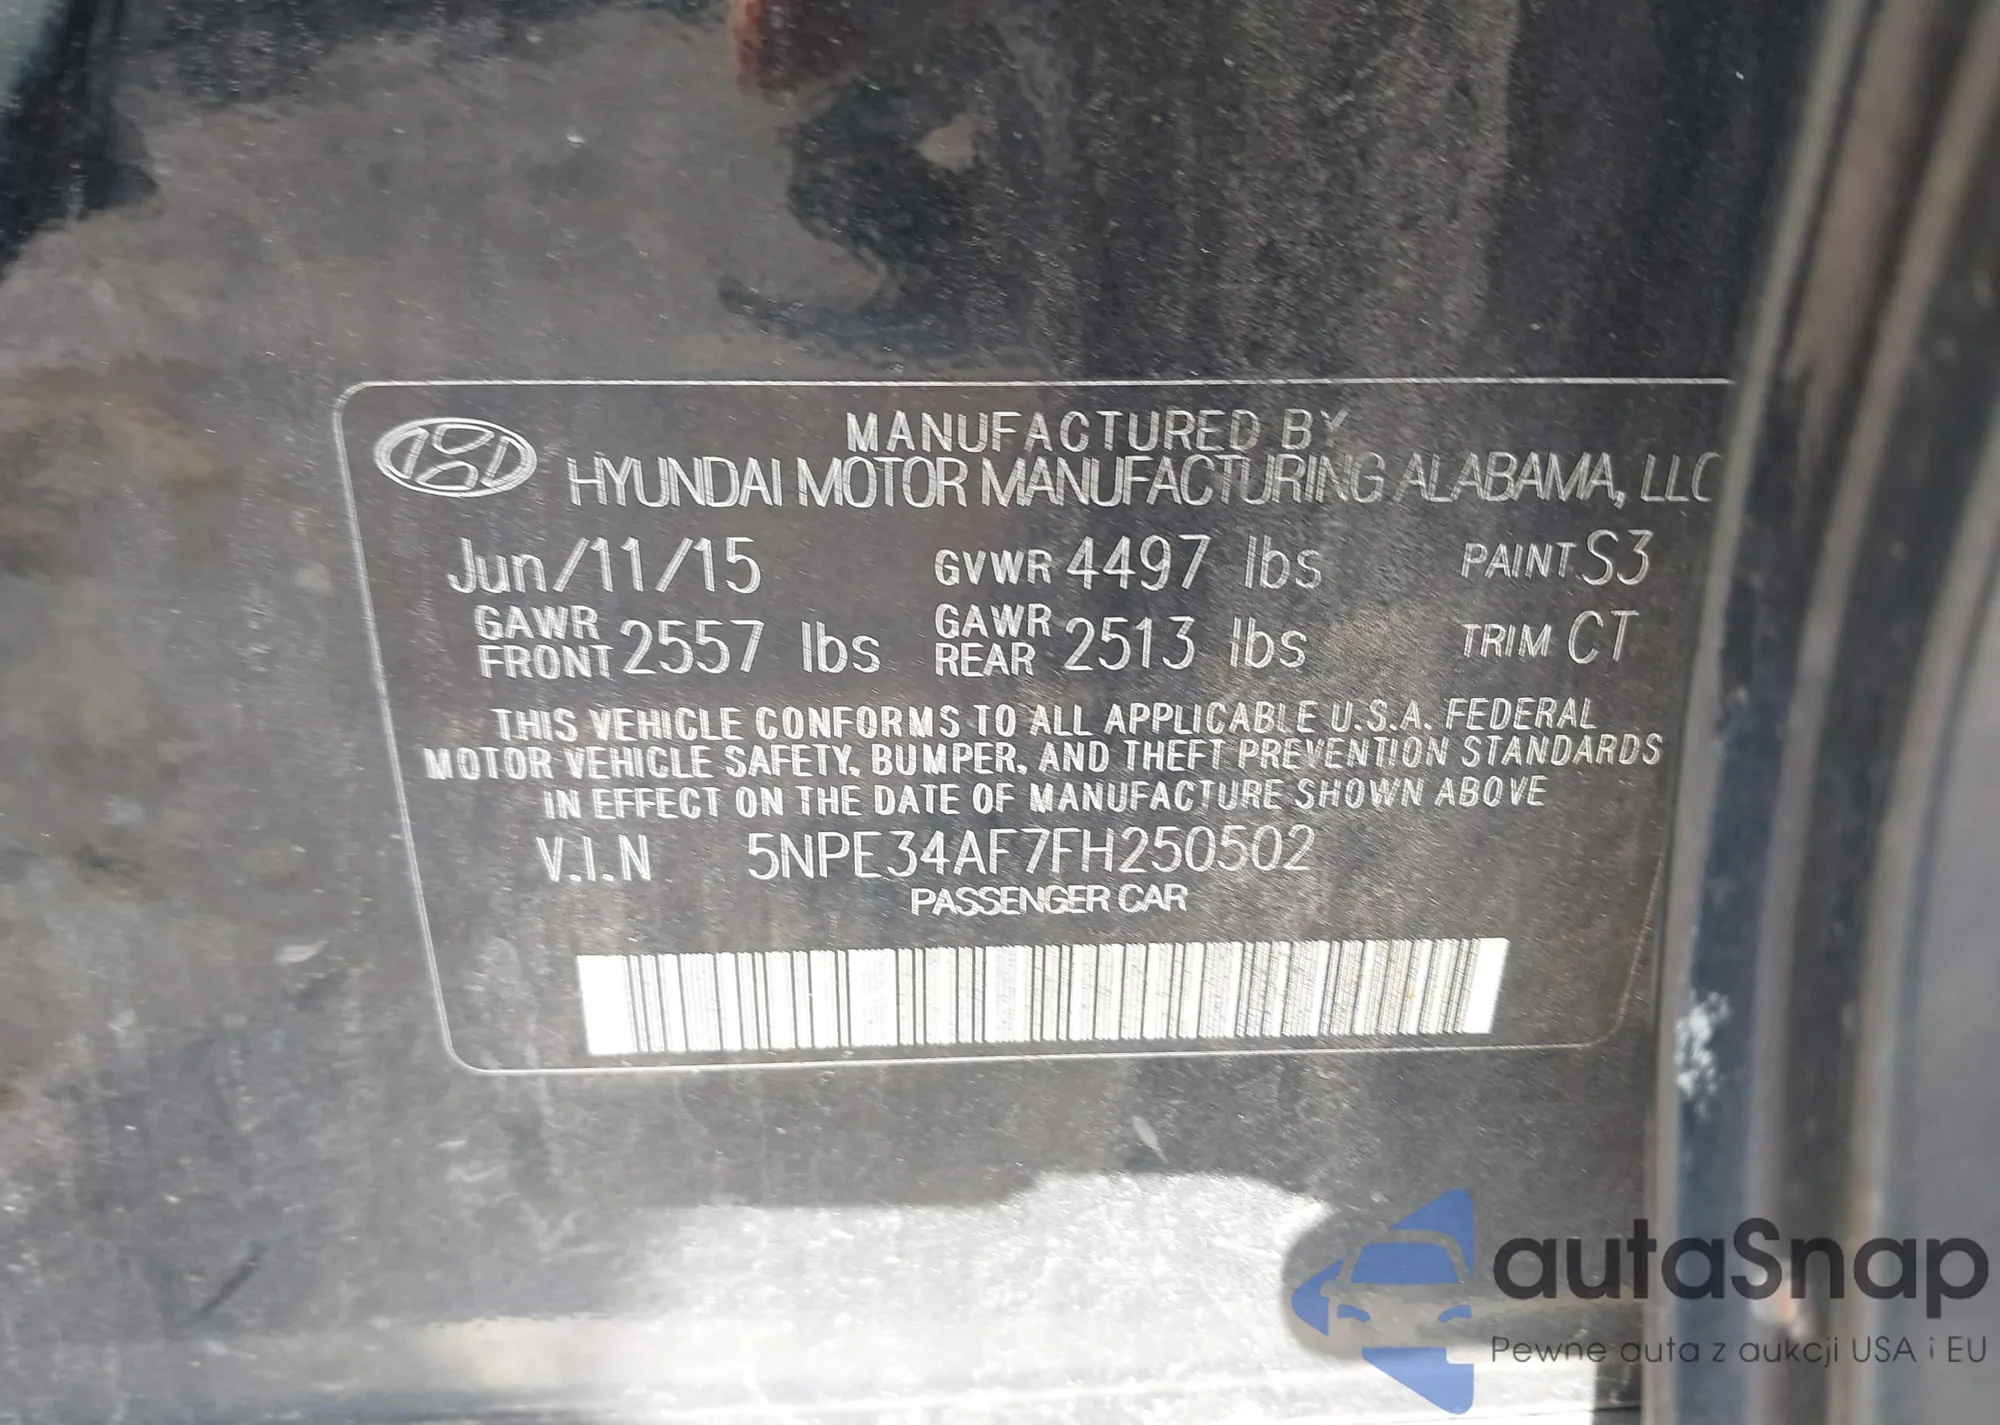 MANUFACTURED BY
HYUNDAI MOTOR MANUFACTURING ALABAMA, LLC
Jun/11/15 GVWR 4497 lbs PAINT S3
GAWR FRONT 2557 lbs GAWR REAR 2513 lbs TRIM CT
THIS VEHICLE CONFORMS TO ALL APPLICABLE U.S.A. FEDERAL
MOTOR VEHICLE SAFETY, BUMPER, AND THEFT PREVENTION STANDARDS
IN EFFECT ON THE DATE OF MANUFACTURE SHOWN ABOVE
V.I.N 5NPE34AF7FH250502
PASSENGER CAR
autaSnap
Pewne auta z aukcji USA i EU